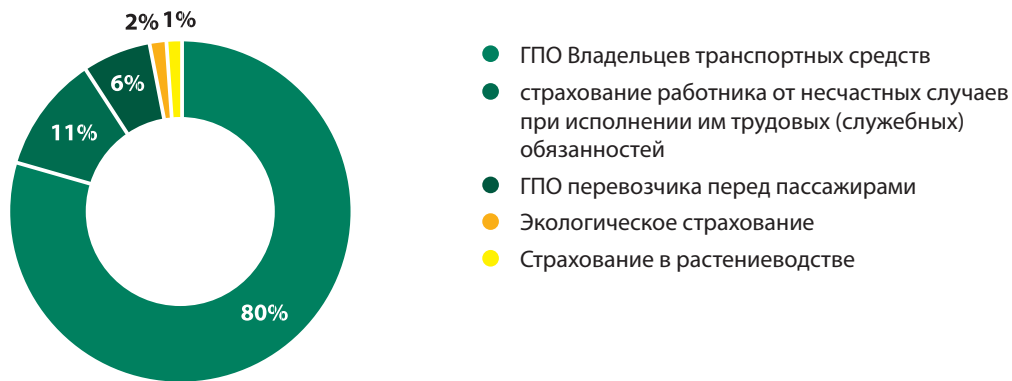 2% 1%
6%
11%
80%
ГПО Владельцев транспортных средств
страхование работника от несчастных случаев
при исполнении им трудовых (служебных)
обязанностей
ГПО перевозчика перед пассажирами
Экологическое страхование
Страхование в растениеводстве